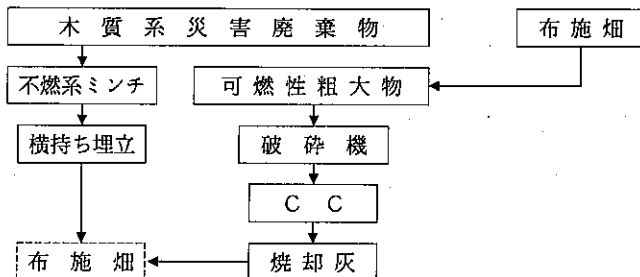 木質系災害廃棄物
布施畑
不燃系ミンチ
可燃性粗大物
横持ち埋立
破砕機
CC
布施畑
焼却灰